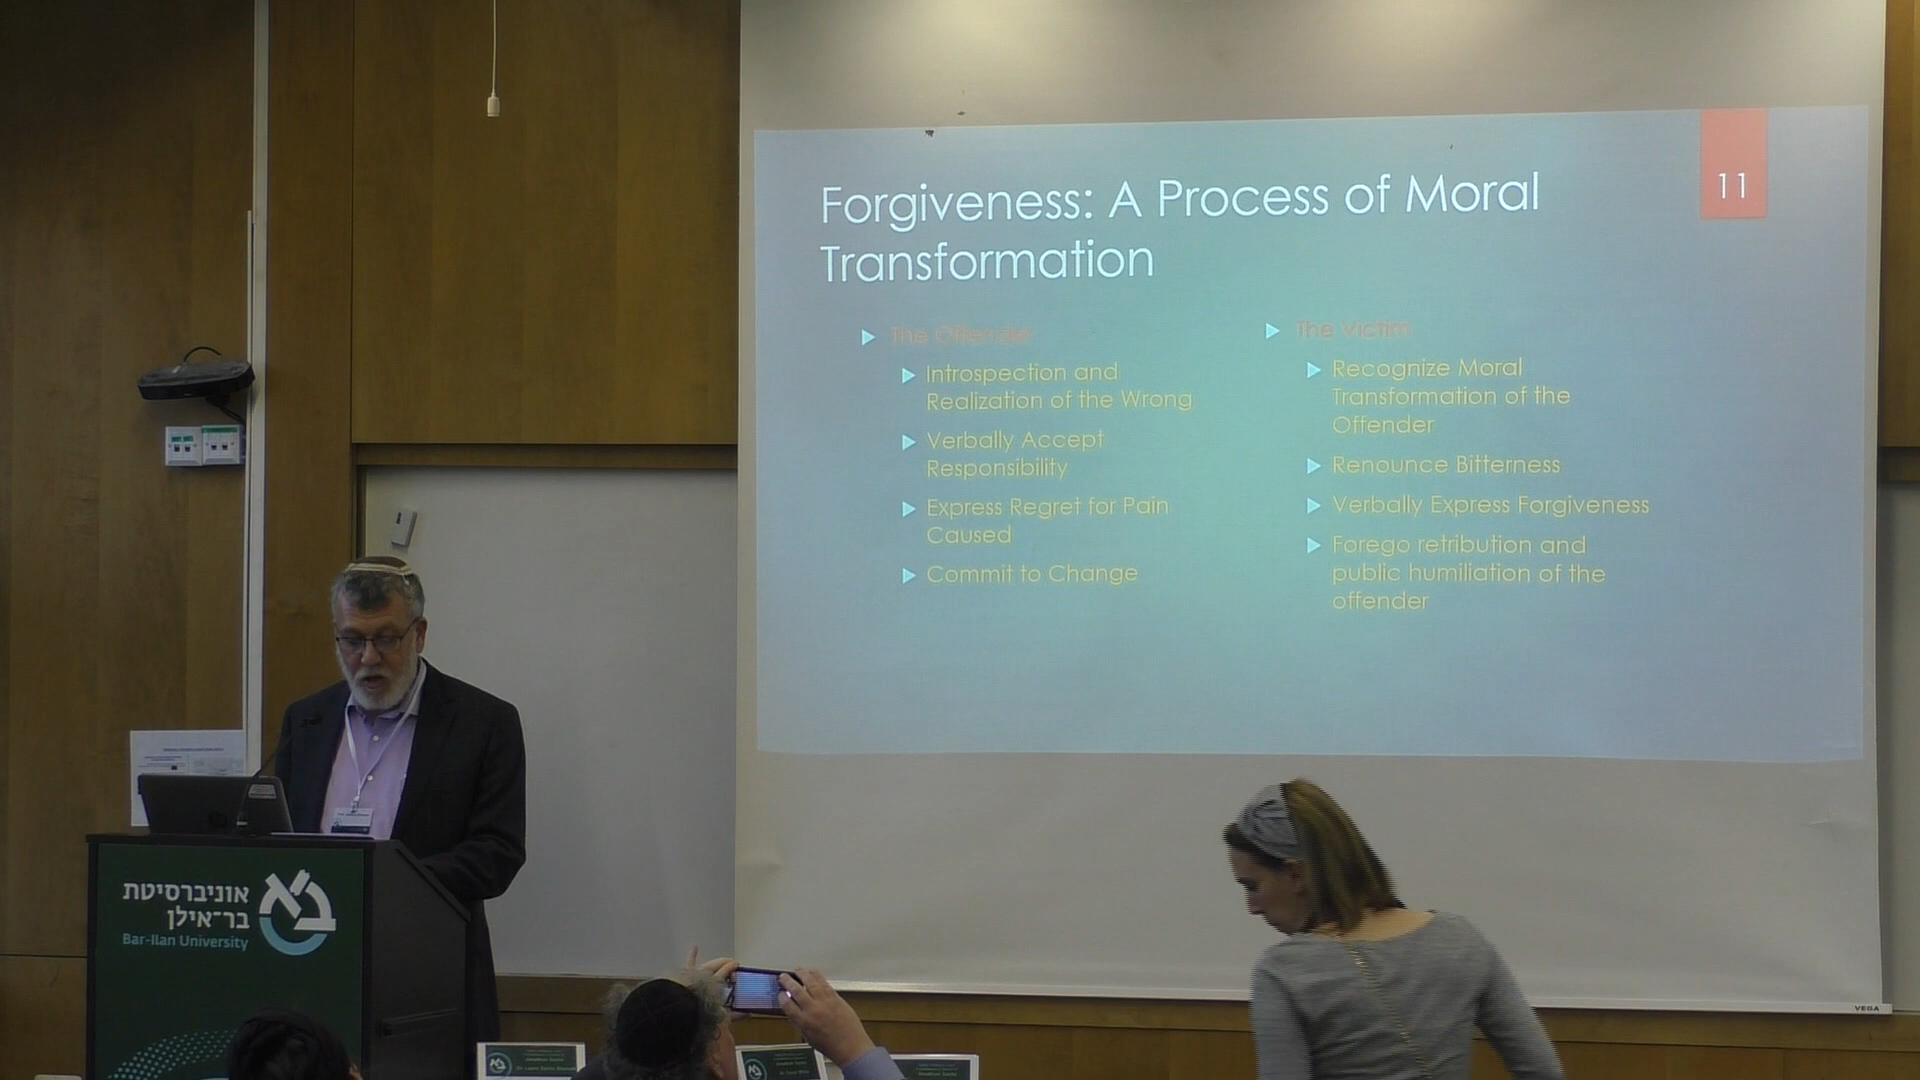 11
Forgiveness: A Process of Moral
Transformation
The Offender
Introspection and
Realization of the Wrong
Verbally Accept
Responsibility
Express Regret for Pain
Caused
Commit to Change
The Victim
Recognize Moral
Transformation of the
Offender
Renounce Bitterness
Verbally Express Forgiveness
Forego retribution and
public humiliation of the
offender
אוניברסיטת
בר-אילן
Bar-Ilan University
VEGA